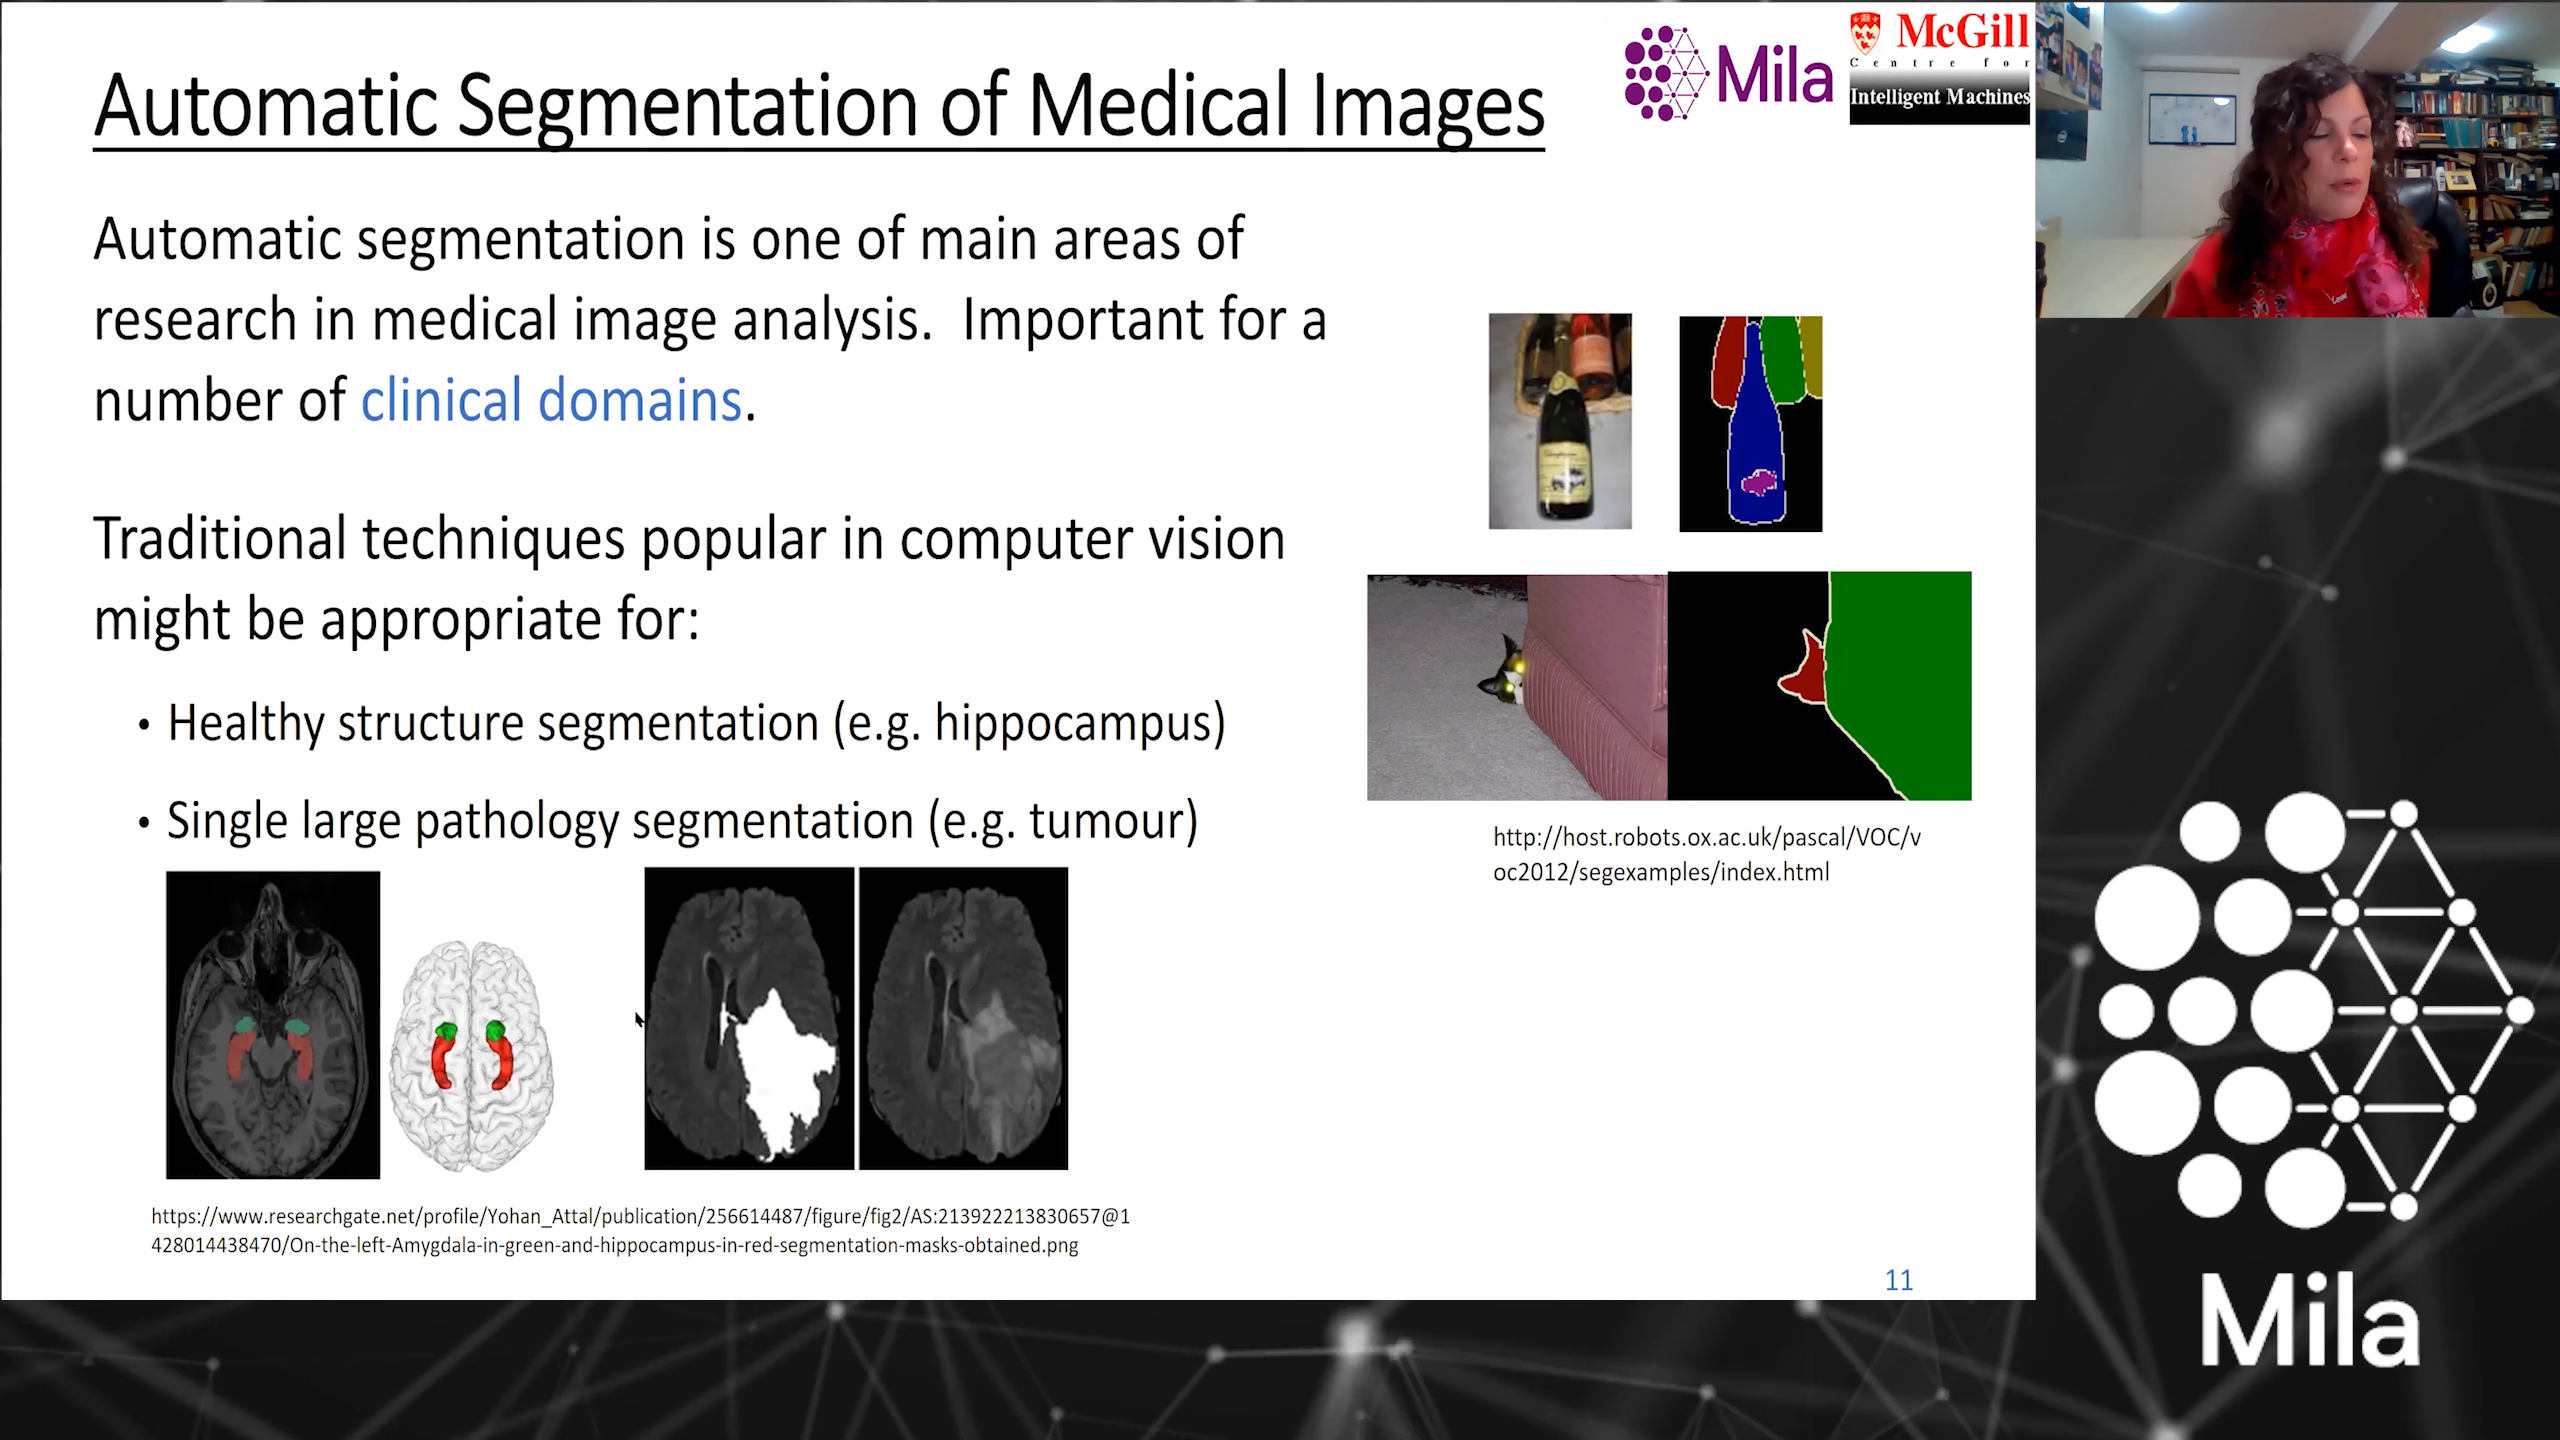 Automatic Segmentation of Medical Images
Mila
McGill
Centre for
Intelligent Machines
Automatic segmentation is one of main areas of
research in medical image analysis.  Important for a
number of clinical domains.
Traditional techniques popular in computer vision
might be appropriate for:
• Healthy structure segmentation (e.g. hippocampus)
• Single large pathology segmentation (e.g. tumour)
http://host.robots.ox.ac.uk/pascal/VOC/v
oc2012/segexamples/index.html
https://www.researchgate.net/profile/Yohan_Attal/publication/256614487/figure/fig2/AS:213922213830657@1
428014438470/On-the-left-Amygdala-in-green-and-hippocampus-in-red-segmentation-masks-obtained.png
11
Mila